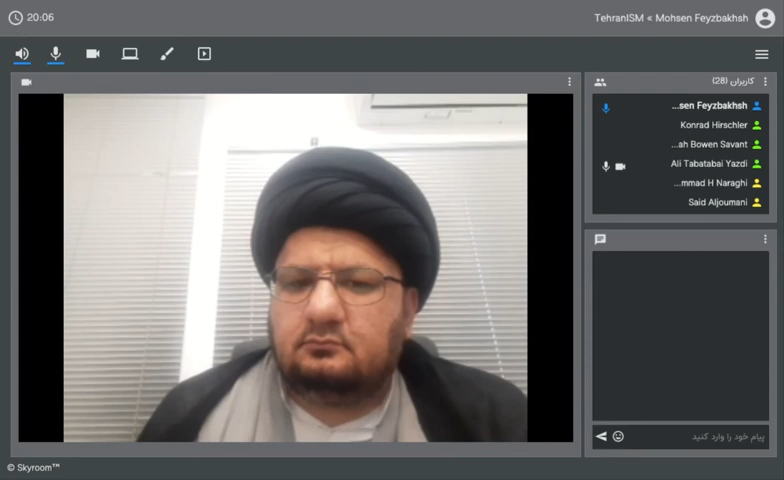 20:06
TehranISM « Mohsen Feyzbakhsh
کاربران (28)
...sen Feyzbakhsh
Konrad Hirschler
...ah Bowen Savant
Ali Tabatabai Yazdi
...mmad H Naraghi
Said Aljoumani
پیام خود را وارد کنید
© Skyroom™